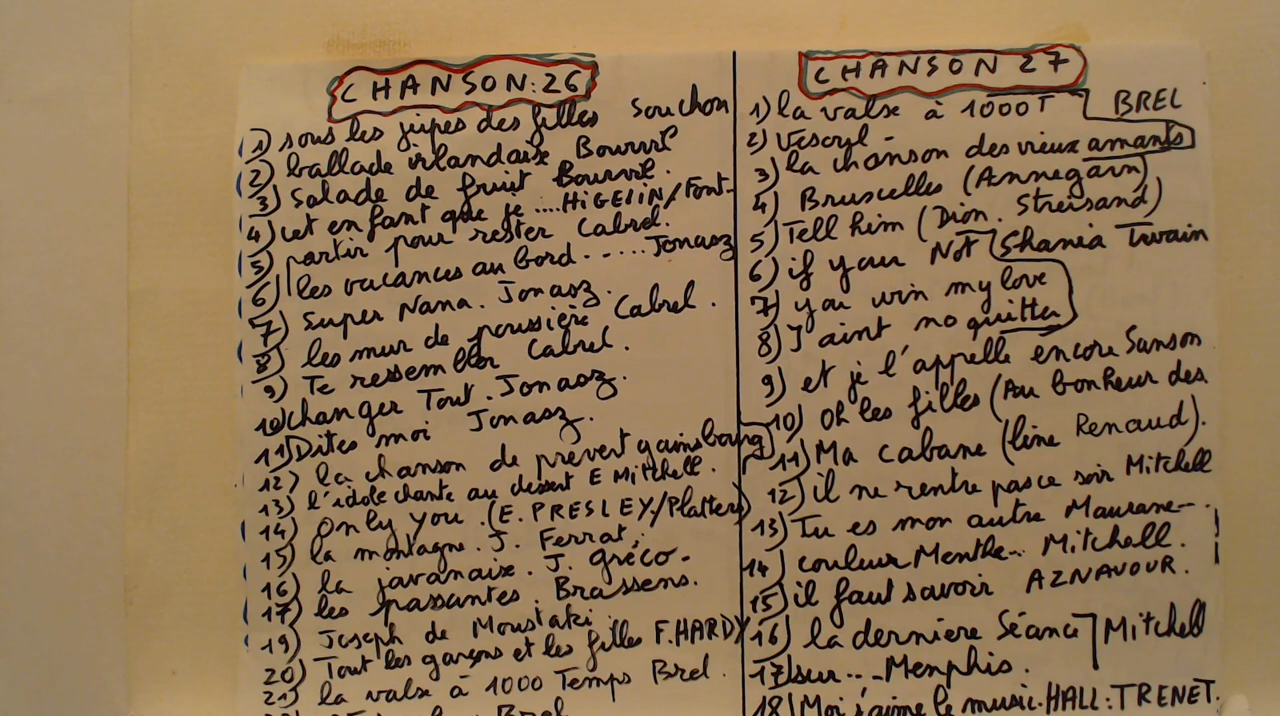 CHANSON:26
1) sous les jupes des filles Souchon
2) ballade irlandaise Bourvil
3) Salade de fruit Bourvil.
4) cet enfant que je ....HiGELIN/Font-
5) partir pour rester Cabrel.
6) les vacances au bord ......Jonasz
7) Super Nana. Jonasz.
8) les mur de poussière Cabrel.
9) Te ressembler Cabrel.
10) changer Tout. Jonasz.
11) Dites moi Jonasz.
12) la chanson de prevert gainsbourg
13) l'idole chante au dessert E Mitchell.
14) Only you. (E. PRESLEY/Platters)
15) la montagne. J. Ferrat.
16) la javanaise. J. gréco.
17) les passantes. Brassens.
19) Joseph de Moustaki.
20) Tout les garçons et les filles F.HARDY
21) la valse à 1000 Temps Brel.
Brel
CHANSON 27
1) la valse à 1000T BREL
2) Vesoul -
3) la chanson des vieux amants
4) Bruxelles (Annegarn)
5) Tell him (Dion. Streisand)
6) if your Not Shania Twain
7) you win my love
8) J'aint no quitter
9) et je l'appelle encore Sanson
10) Oh les filles (Au bonheur des
11) Ma cabane (line Renaud).
12) il ne rentre pas ce soir Mitchell
13) Tu es mon autre Maurane--.
14) couleur Menthe... Mitchell.
15) il faut savoir AZNAVOUR.
16) la derniere Séance Mitchell
17) sur...-Menphis.
18) Moi j'aime le music.HALL:TRENET.